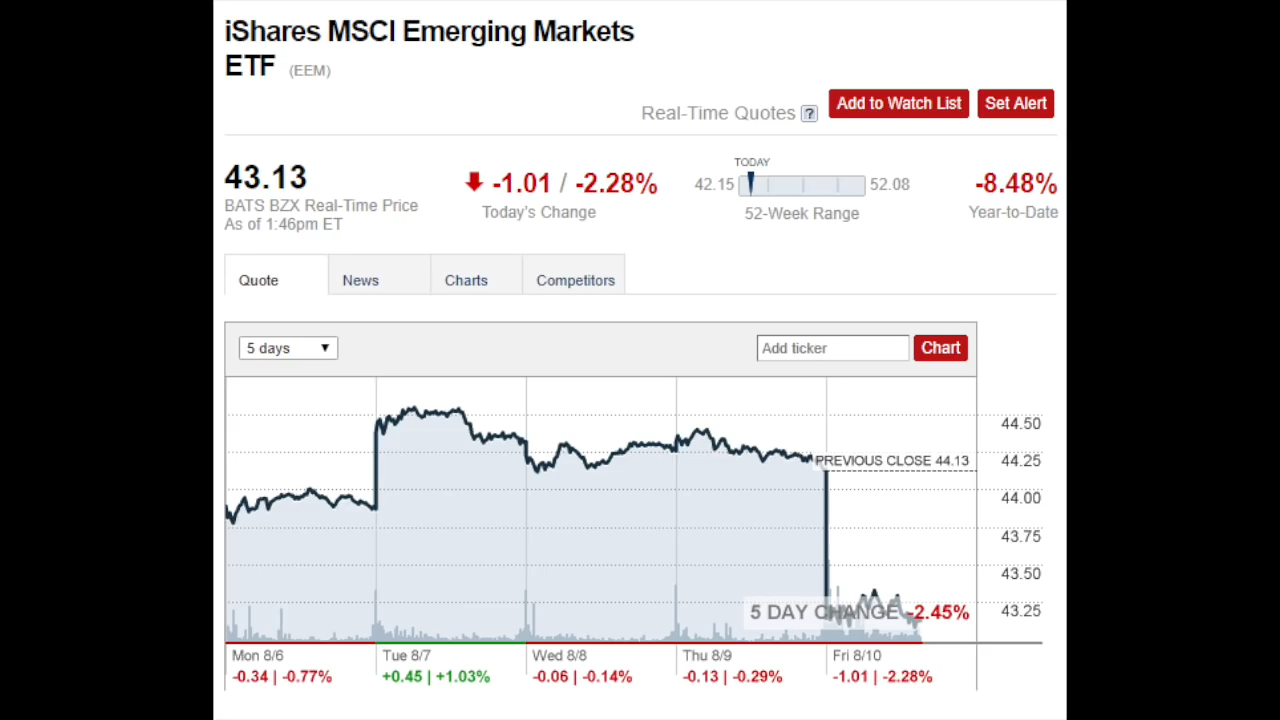 iShares MSCI Emerging Markets
ETF (EEM)
Real-Time Quotes ? Add to Watch List Set Alert
43.13
BATS BZX Real-Time Price
As of 1:46pm ET
-1.01 / -2.28%
Today's Change
TODAY
42.15 52.08
52-Week Range
-8.48%
Year-to-Date
Quote News Charts Competitors
5 days Add ticker Chart
44.50
PREVIOUS CLOSE 44.13 44.25
44.00
43.75
43.50
5 DAY CHANGE -2.45% 43.25
Mon 8/6 Tue 8/7 Wed 8/8 Thu 8/9 Fri 8/10
-0.34 | -0.77% +0.45 | +1.03% -0.06 | -0.14% -0.13 | -0.29% -1.01 | -2.28%